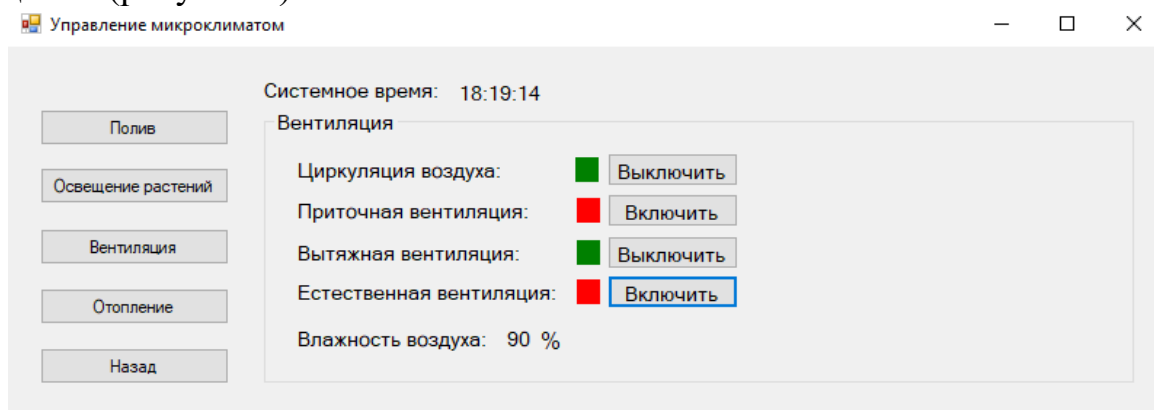 Управление микроклиматом
Системное время: 18:19:14
Полив
Освещение растений
Вентиляция
Отопление
Назад
Вентиляция
Циркуляция воздуха: Выключить
Приточная вентиляция: Включить
Вытяжная вентиляция: Выключить
Естественная вентиляция: Включить
Влажность воздуха: 90 %